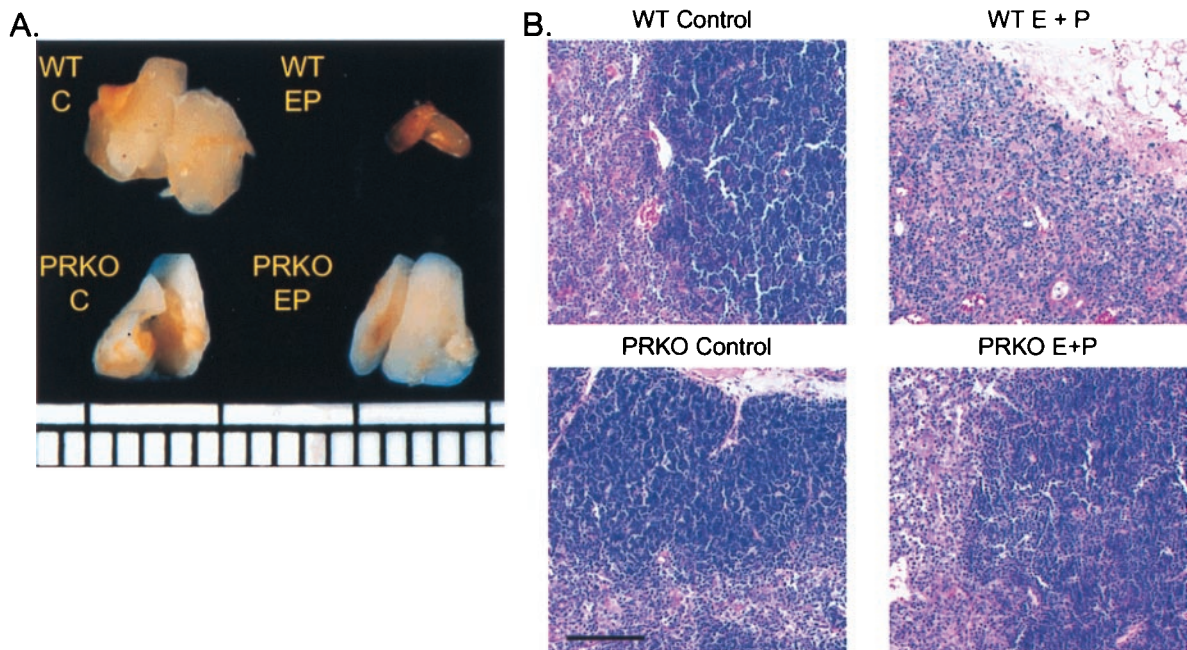 A.
WT
C
WT
EP
PRKO
C
PRKO
EP
B.
WT Control
WT E + P
PRKO Control
PRKO E+P